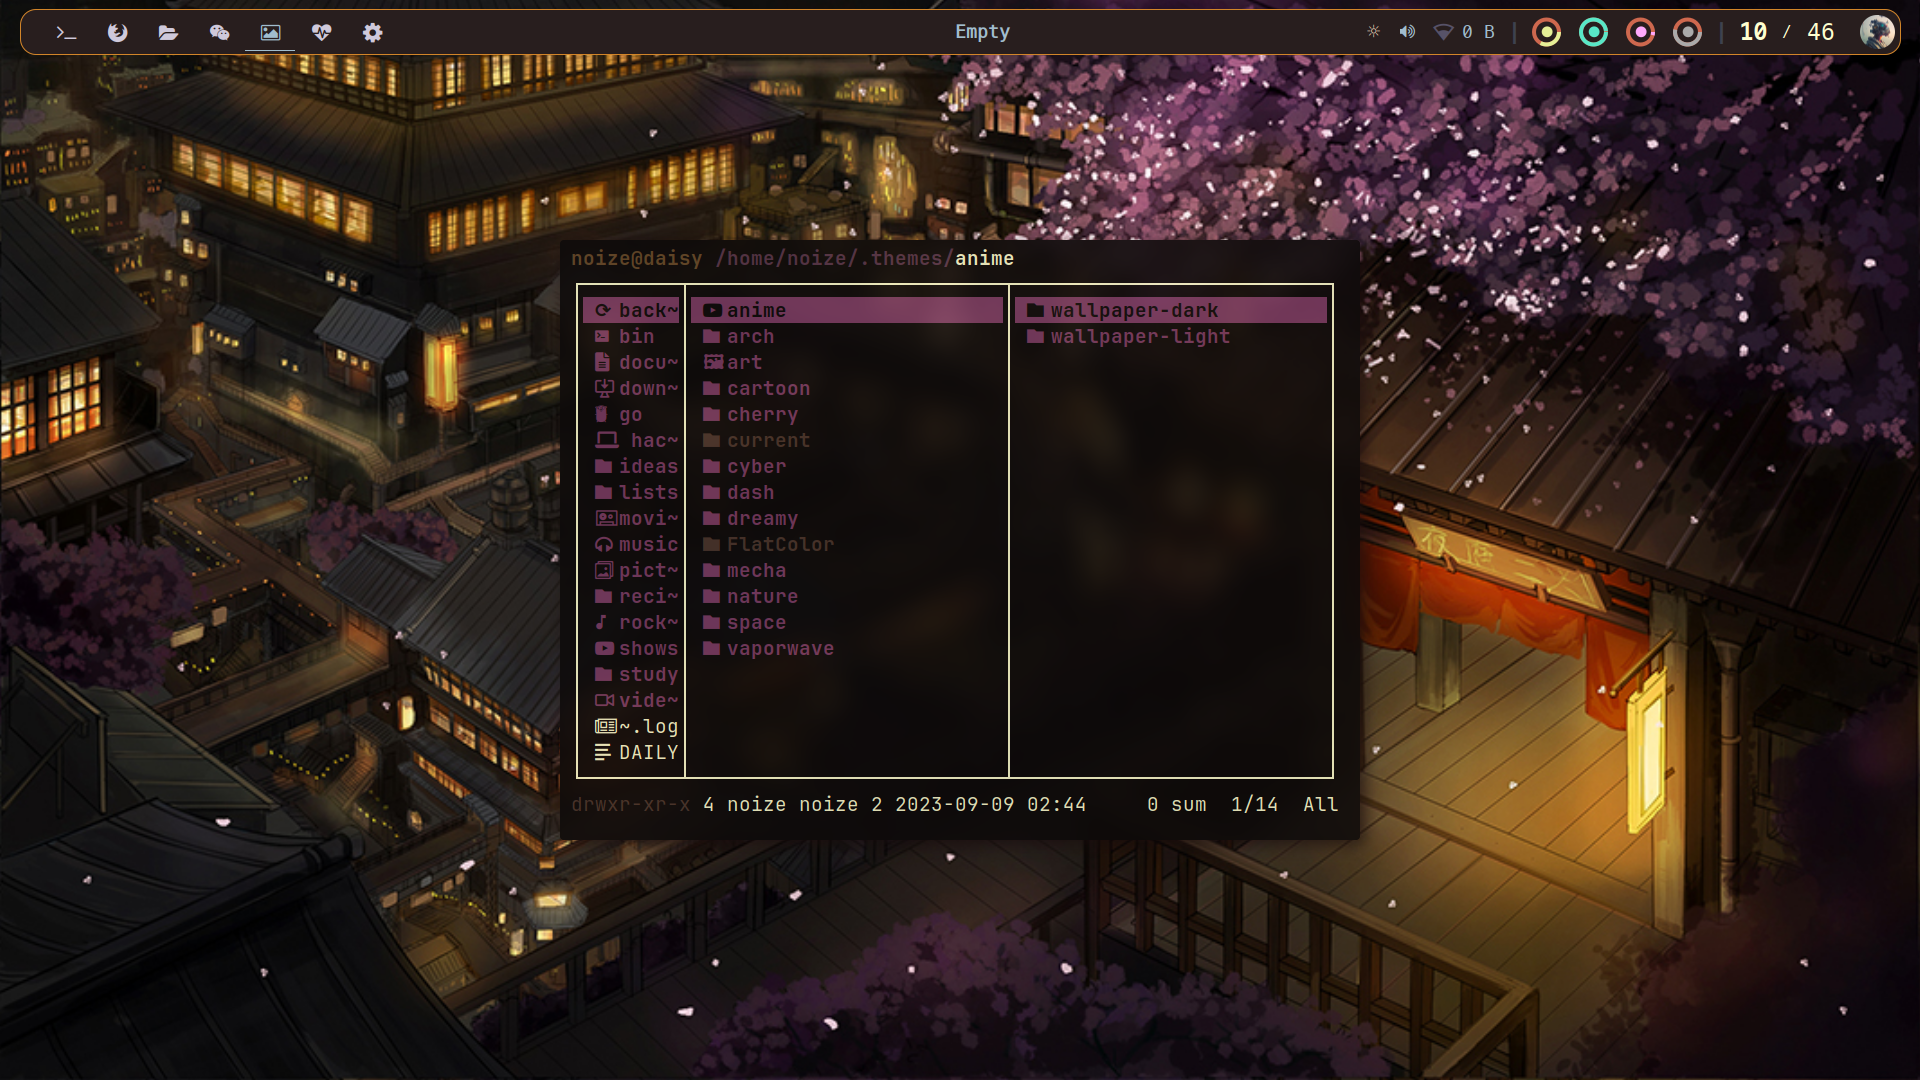 Empty
0 B
10 / 46
noize@daisy /home/noize/.themes/anime
back~
bin
docu~
down~
go
hac~
ideas
lists
movi~
music
pict~
reci~
rock~
shows
study
vide~
~.log
DAILY
anime
arch
art
cartoon
cherry
current
cyber
dash
dreamy
FlatColor
mecha
nature
space
vaporwave
wallpaper-dark
wallpaper-light
drwxr-xr-x 4 noize noize 2 2023-09-09 02:44 0 sum 1/14 All